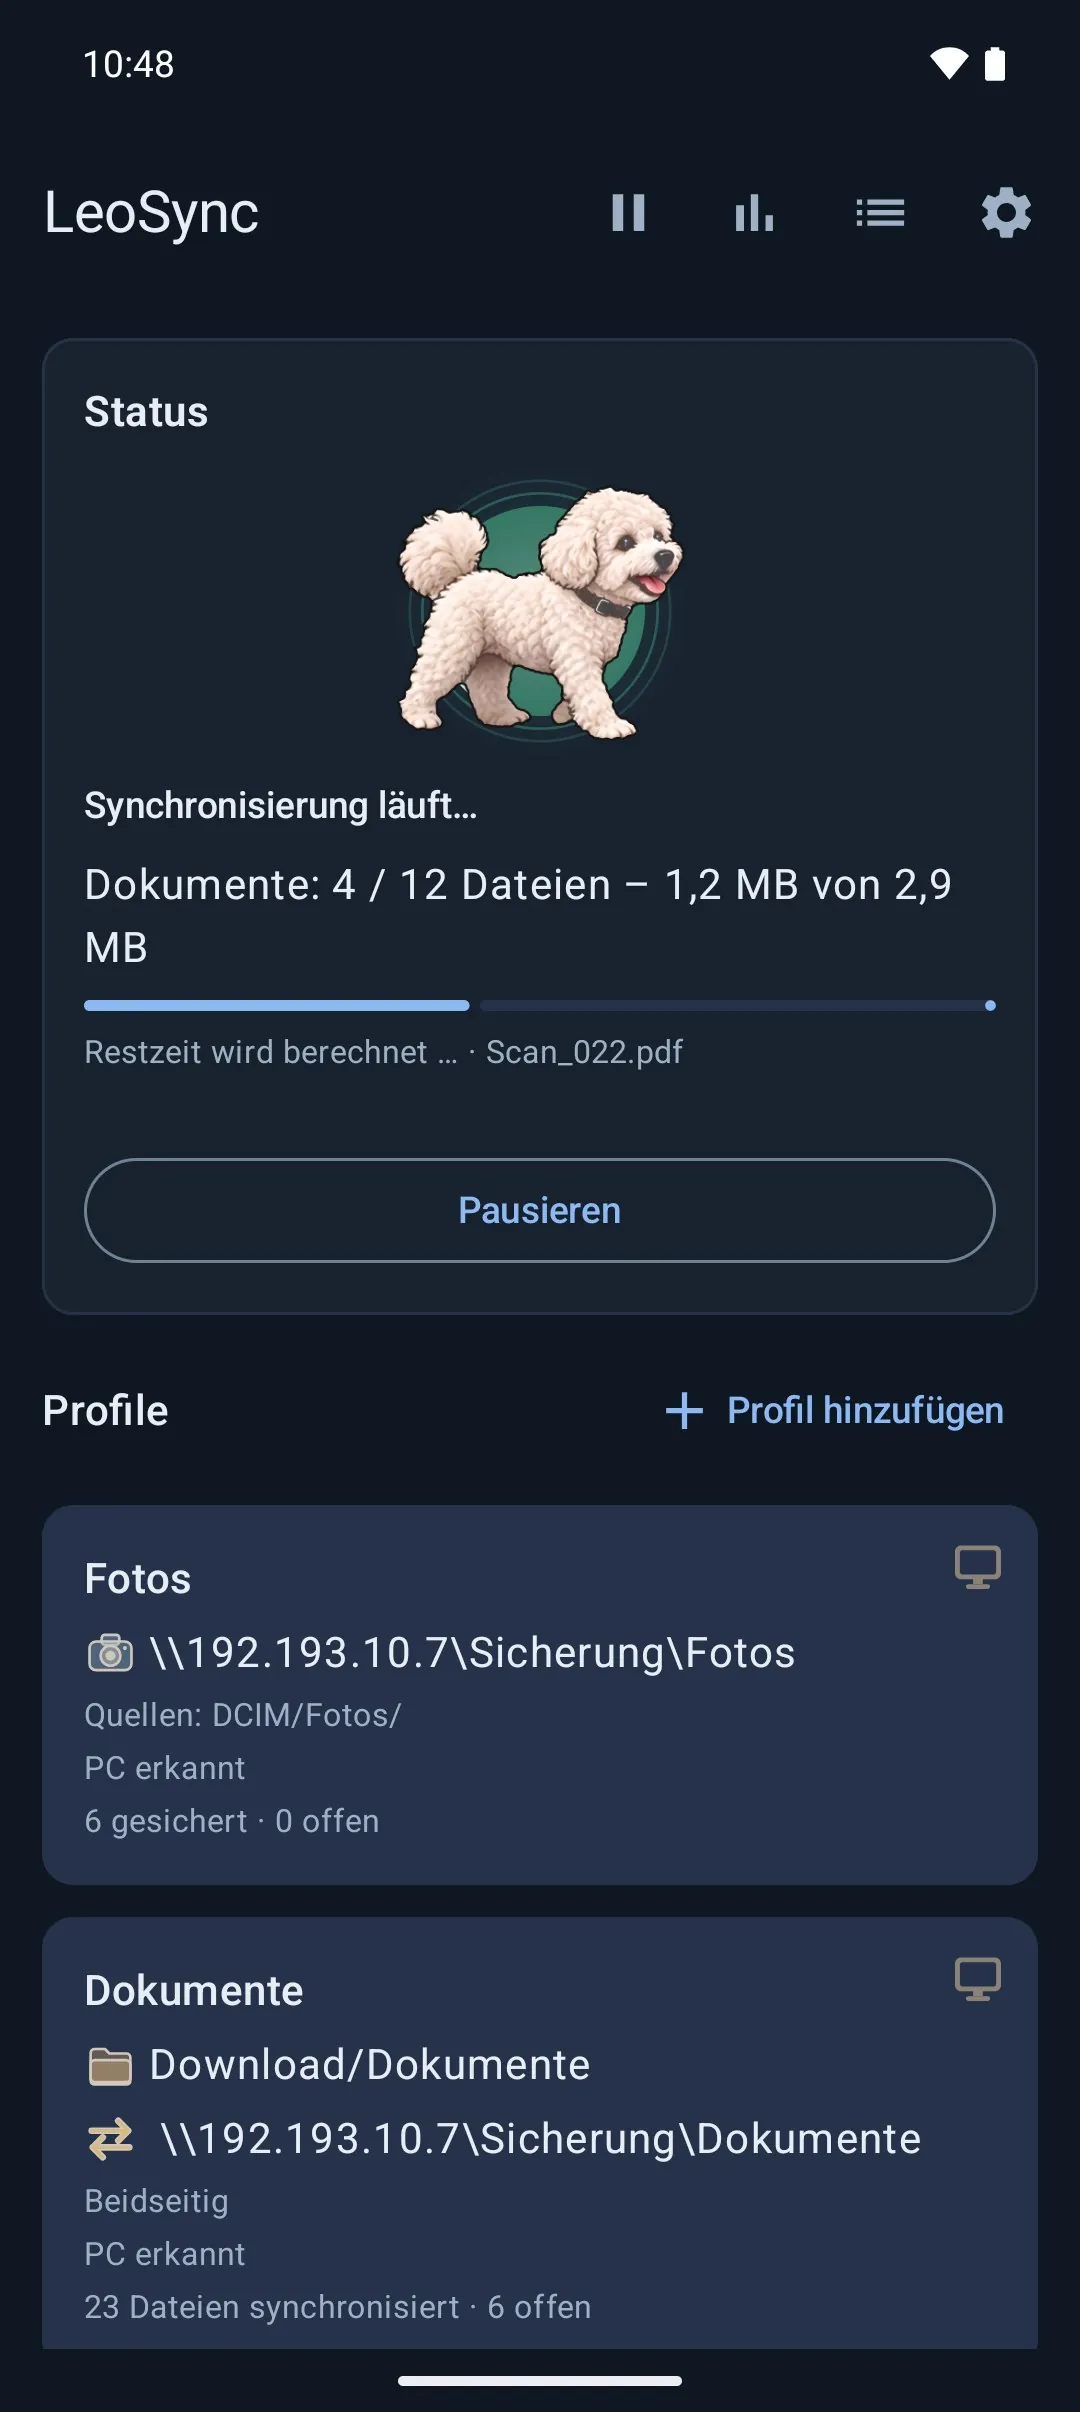 10:48
LeoSync
Status
Synchronisierung läuft…
Dokumente: 4 / 12 Dateien – 1,2 MB von 2,9
MB
Restzeit wird berechnet … · Scan_022.pdf
Pausieren
Profile
Profil hinzufügen
Fotos
\\192.193.10.7\Sicherung\Fotos
Quellen: DCIM/Fotos/
PC erkannt
6 gesichert · 0 offen
Dokumente
Download/Dokumente
\\192.193.10.7\Sicherung\Dokumente
Beidseitig
PC erkannt
23 Dateien synchronisiert · 6 offen